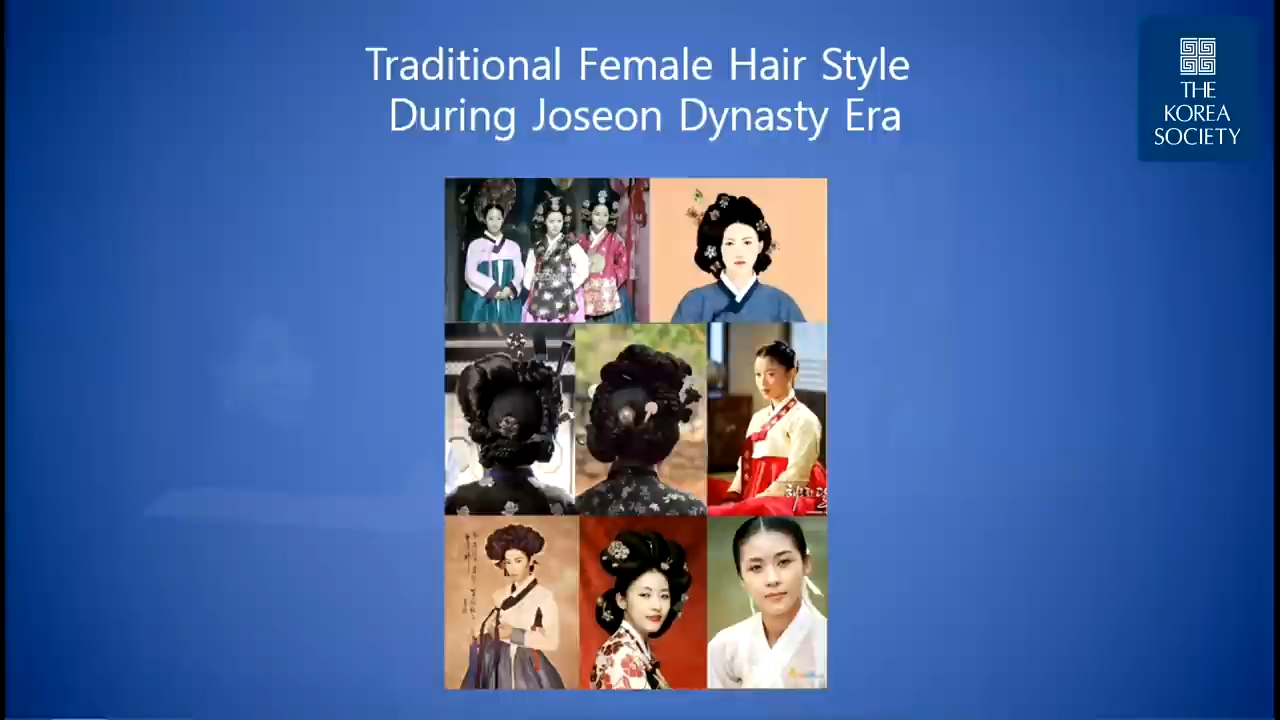 Traditional Female Hair Style
During Joseon Dynasty Era
THE
KOREA
SOCIETY